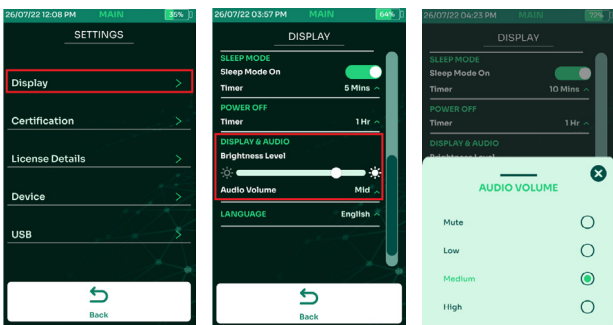 26/07/22 12:08 PM MAIN 35%
SETTINGS
Display >
Certification >
License Details >
Device >
USB >
Back
26/07/22 03:57 PM MAIN 64%
DISPLAY
SLEEP MODE
Sleep Mode On
Timer 5 Mins
POWER OFF
Timer 1 Hr
DISPLAY & AUDIO
Brightness Level
Audio Volume Mid
LANGUAGE English
Back
26/07/22 04:23 PM MAIN 72%
DISPLAY
SLEEP MODE
Sleep Mode On
Timer 10 Mins
POWER OFF
Timer 1 Hr
DISPLAY & AUDIO
Brightness Level
AUDIO VOLUME
Mute
Low
Medium
High